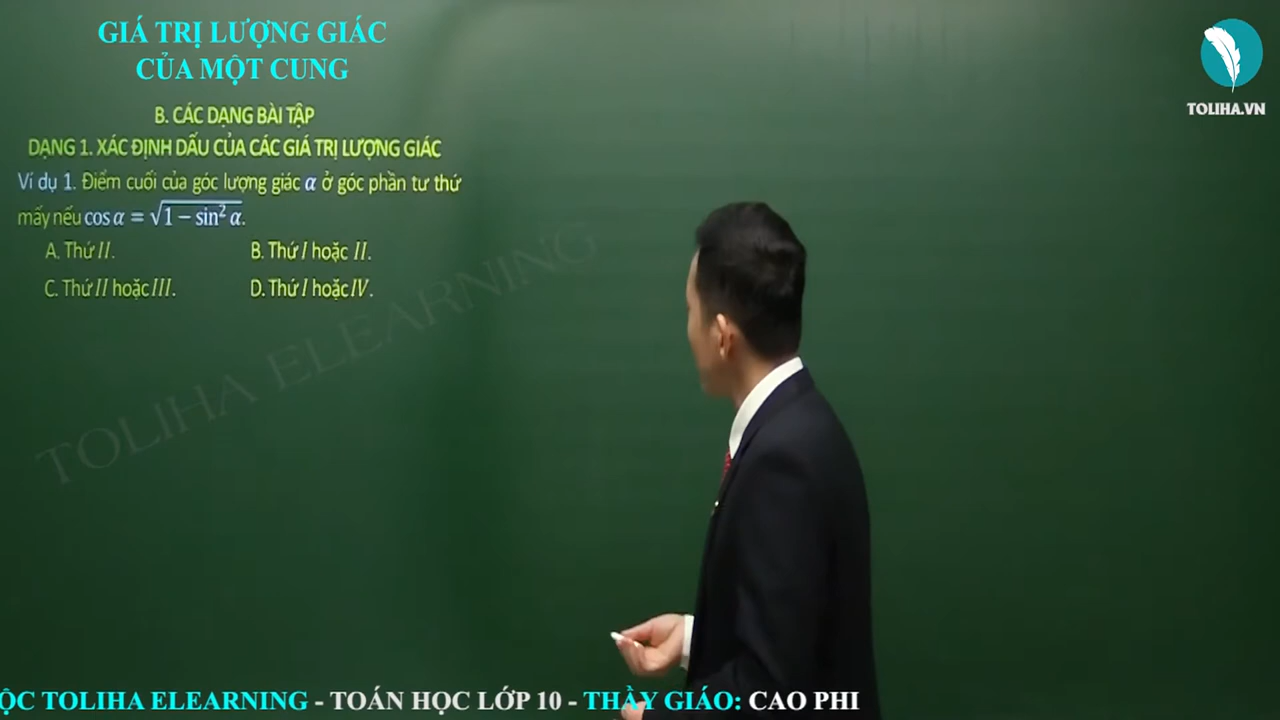 GIÁ TRỊ LƯỢNG GIÁC
CỦA MỘT CUNG
TOLIHA.VN
B. CÁC DẠNG BÀI TẬP
DẠNG 1. XÁC ĐỊNH DẤU CỦA CÁC GIÁ TRỊ LƯỢNG GIÁC
Ví dụ 1. Điểm cuối của góc lượng giác α ở góc phần tư thứ
mấy nếu cos α = √(1 − sin² α).
A. Thứ II.
B. Thứ I hoặc II.
C. Thứ II hoặc III.
D. Thứ I hoặc IV.
TOLIHA ELEARNING
ỘC TOLIHA ELEARNING - TOÁN HỌC LỚP 10 - THẦY GIÁO: CAO PHI